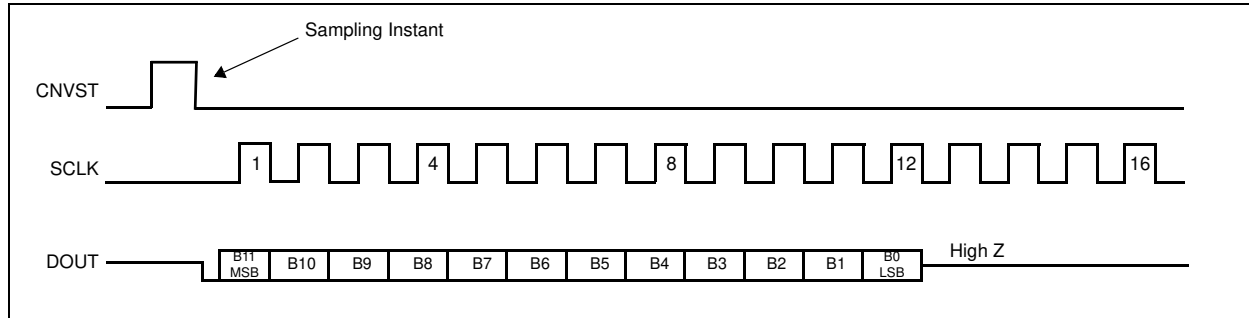 Sampling Instant
CNVST
SCLK 1 4 8 12 16
DOUT B11 MSB B10 B9 B8 B7 B6 B5 B4 B3 B2 B1 B0 LSB High Z